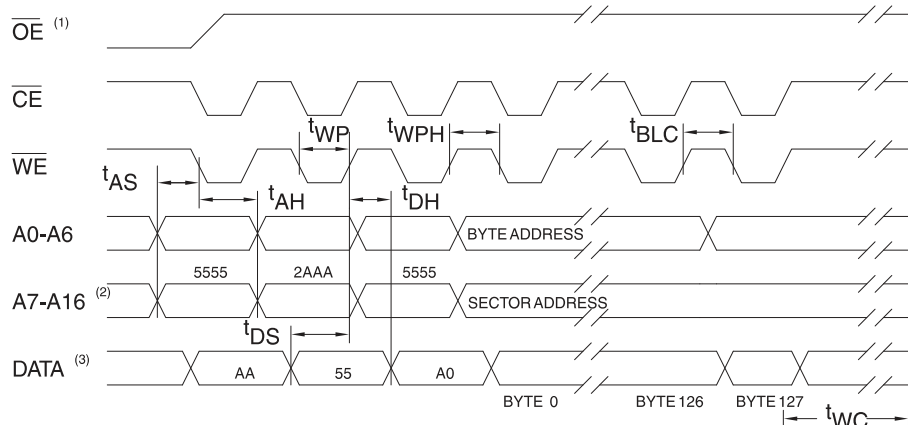 OE (1)
CE
tWP tWPH tBLC
WE
tAS tAH tDH
A0-A6 BYTE ADDRESS
5555 2AAA 5555
A7-A16 (2) SECTOR ADDRESS
tDS
DATA (3) AA 55 A0
BYTE 0 BYTE 126 BYTE 127
tWC